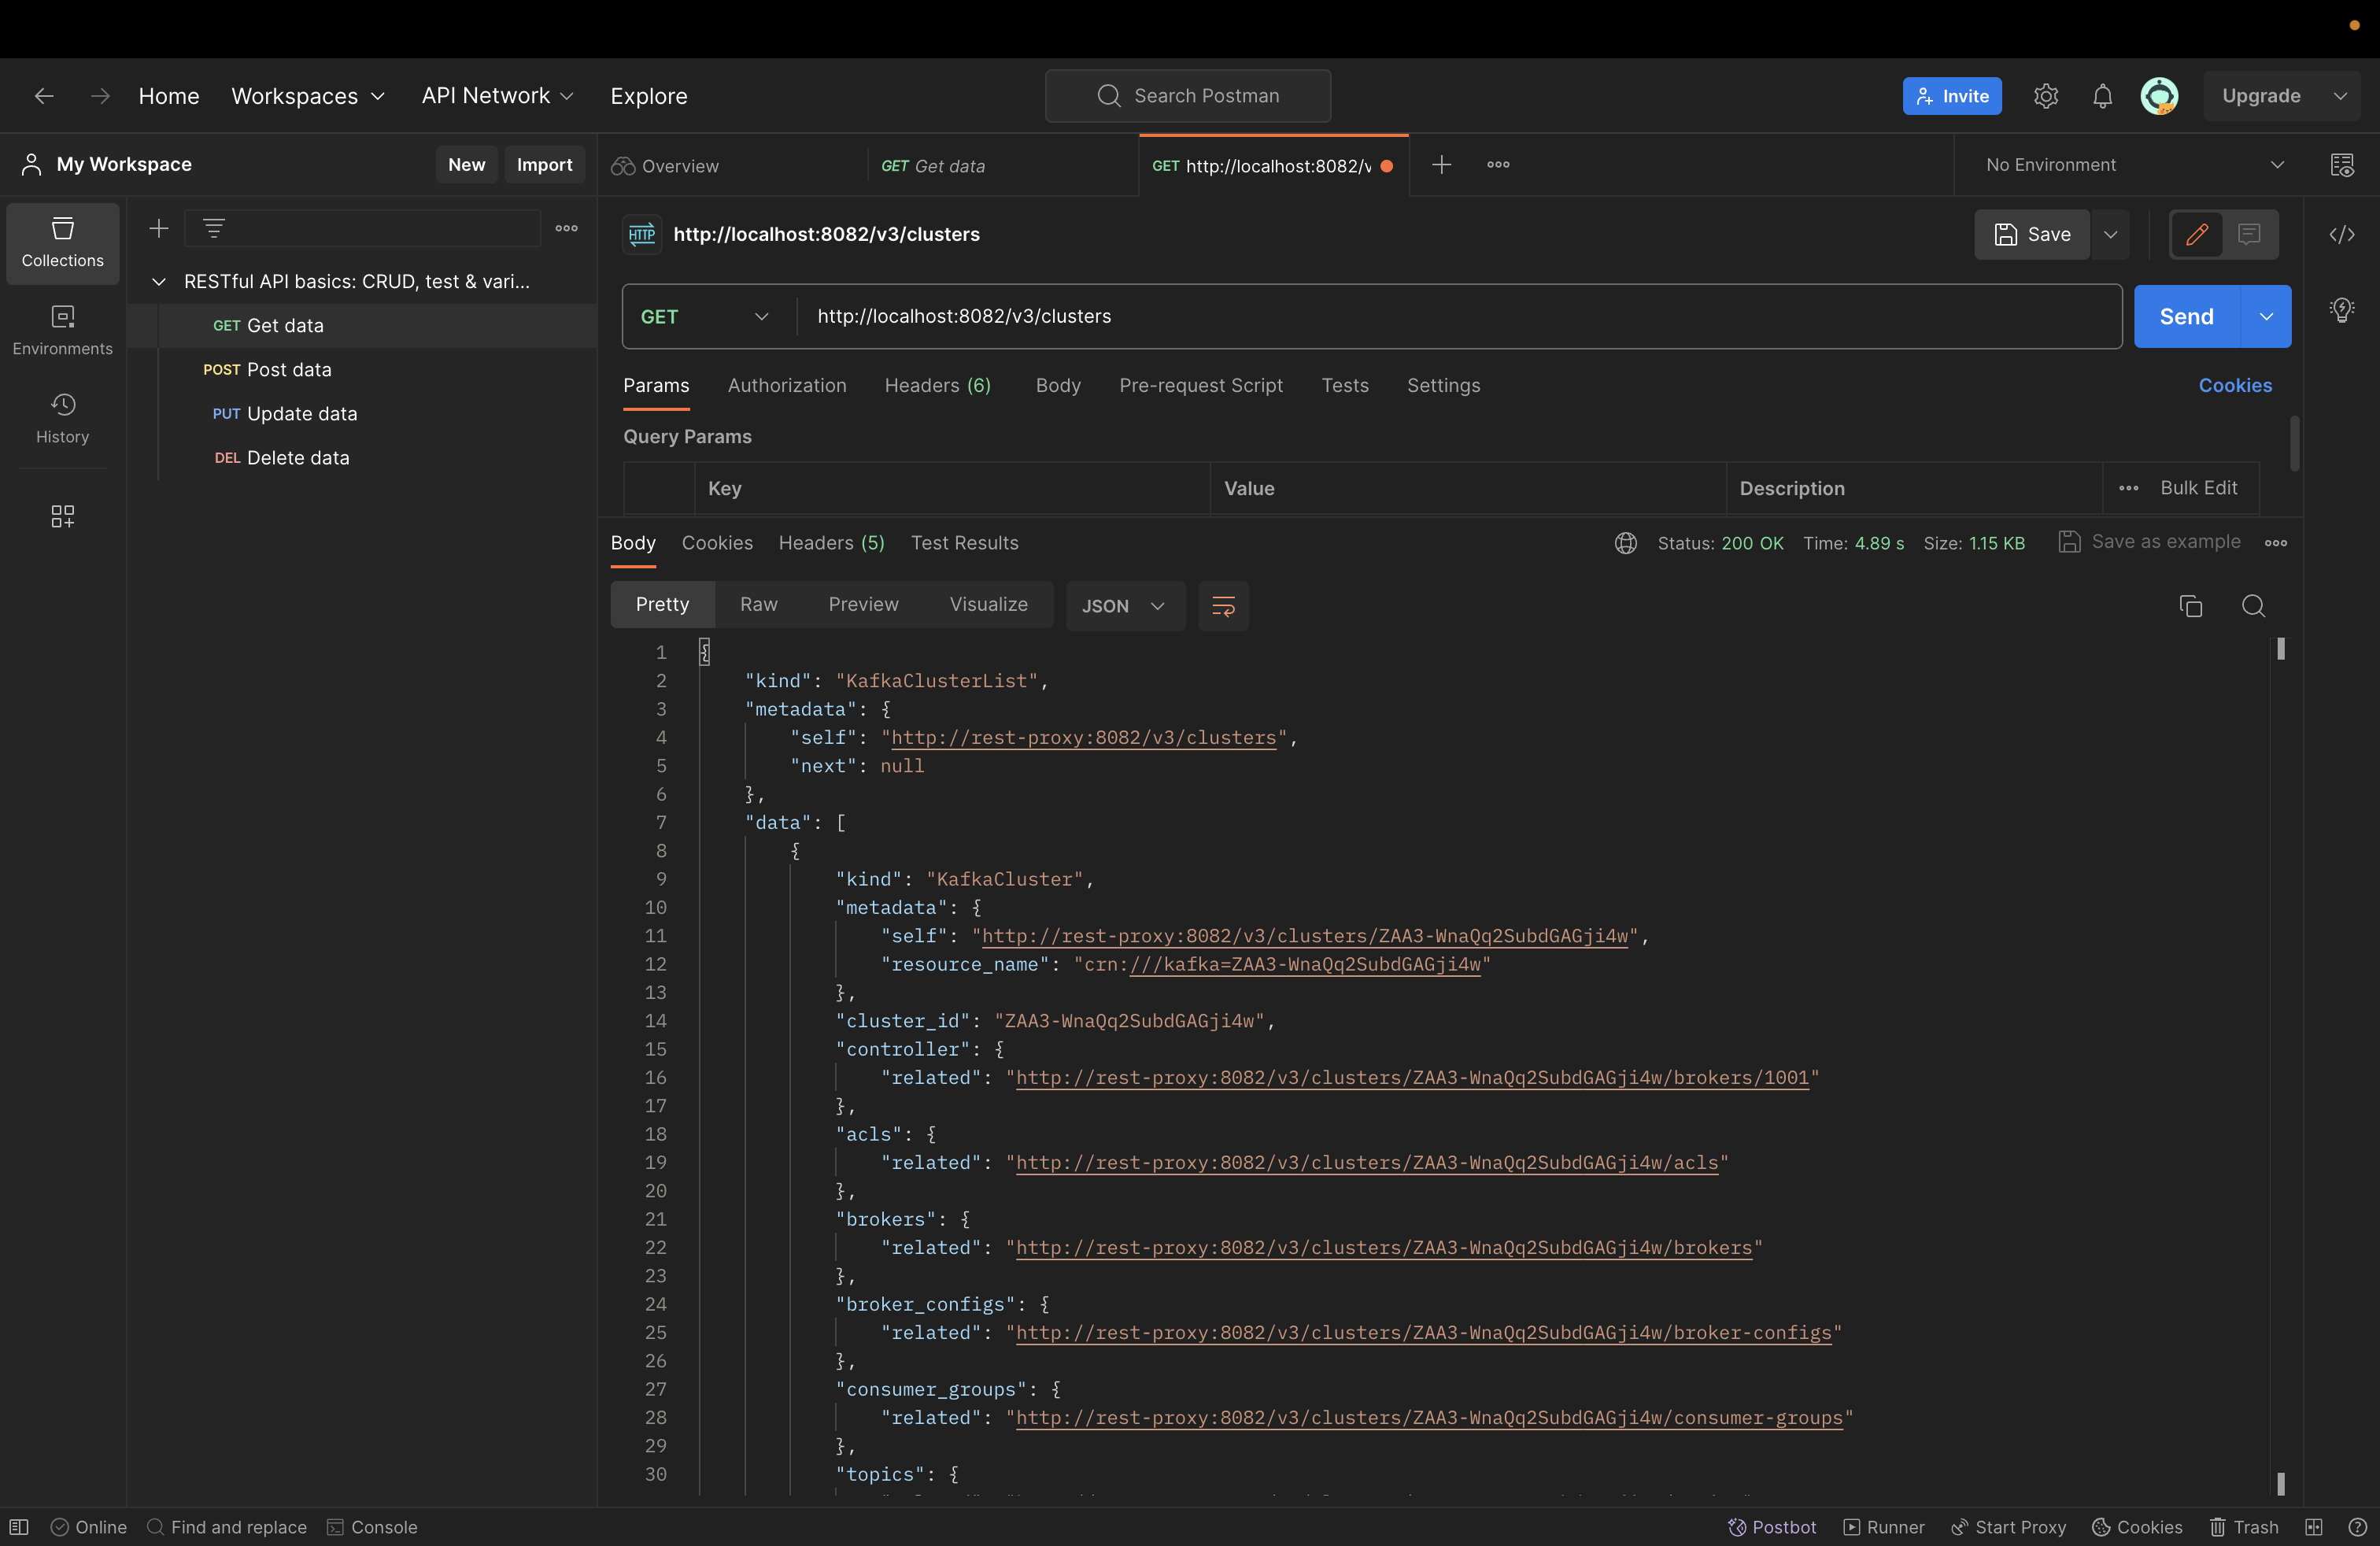 Home
Workspaces
API Network
Explore
Search Postman
Invite
Upgrade
My Workspace
New
Import
Overview
GET Get data
GET http://localhost:8082/v
No Environment
Collections
Environments
History
RESTful API basics: CRUD, test & vari...
GET Get data
POST Post data
PUT Update data
DEL Delete data
HTTP
http://localhost:8082/v3/clusters
Save
GET
http://localhost:8082/v3/clusters
Send
Params
Authorization
Headers (6)
Body
Pre-request Script
Tests
Settings
Cookies
Query Params
Key
Value
Description
Bulk Edit
Body
Cookies
Headers (5)
Test Results
Status: 200 OK
Time: 4.89 s
Size: 1.15 KB
Save as example
Pretty
Raw
Preview
Visualize
JSON
1 {
2 "kind": "KafkaClusterList",
3 "metadata": {
4 "self": "http://rest-proxy:8082/v3/clusters",
5 "next": null
6 },
7 "data": [
8 {
9 "kind": "KafkaCluster",
10 "metadata": {
11 "self": "http://rest-proxy:8082/v3/clusters/ZAA3-WnaQq2SubdGAGji4w",
12 "resource_name": "crn:///kafka=ZAA3-WnaQq2SubdGAGji4w"
13 },
14 "cluster_id": "ZAA3-WnaQq2SubdGAGji4w",
15 "controller": {
16 "related": "http://rest-proxy:8082/v3/clusters/ZAA3-WnaQq2SubdGAGji4w/brokers/1001"
17 },
18 "acls": {
19 "related": "http://rest-proxy:8082/v3/clusters/ZAA3-WnaQq2SubdGAGji4w/acls"
20 },
21 "brokers": {
22 "related": "http://rest-proxy:8082/v3/clusters/ZAA3-WnaQq2SubdGAGji4w/brokers"
23 },
24 "broker_configs": {
25 "related": "http://rest-proxy:8082/v3/clusters/ZAA3-WnaQq2SubdGAGji4w/broker-configs"
26 },
27 "consumer_groups": {
28 "related": "http://rest-proxy:8082/v3/clusters/ZAA3-WnaQq2SubdGAGji4w/consumer-groups"
29 },
30 "topics": {
Online
Find and replace
Console
Postbot
Runner
Start Proxy
Cookies
Trash